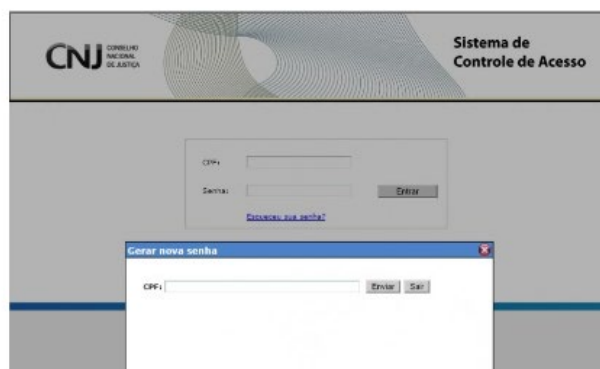 CNJ
CONSELHO
NACIONAL
DE JUSTIÇA
Sistema de
Controle de Acesso
CPF:
Senha:
Entrar
Esqueceu sua senha?
Gerar nova senha
CPF:
Enviar
Sair